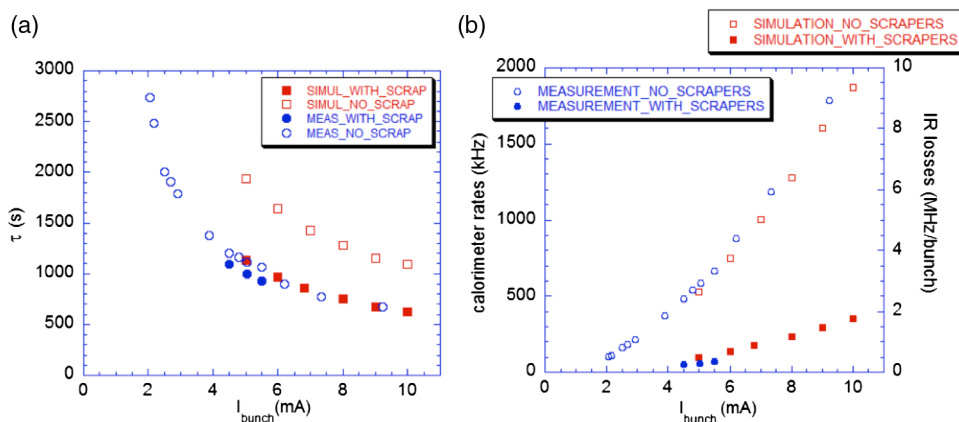 (a)
(b)
SIMULATION_NO_SCRAPERS
SIMULATION_WITH_SCRAPERS
3000
2500
2000
1500
1000
500
0
τ (s)
SIMUL_WITH_SCRAP
SIMUL_NO_SCRAP
MEAS_WITH_SCRAP
MEAS_NO_SCRAP
0 2 4 6 8 10
I bunch (mA)
2000
1500
1000
500
0
calorimeter rates (kHz)
MEASUREMENT_NO_SCRAPERS
MEASUREMENT_WITH_SCRAPERS
10
8
6
4
2
0
IR losses (MHz/bunch)
0 2 4 6 8 10
I bunch (mA)